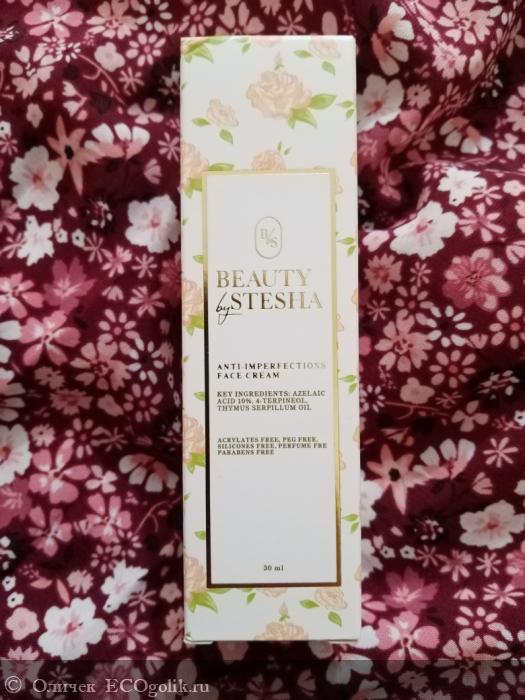 B/S
BEAUTY
by STESHA
ANTI-IMPERFECTIONS
FACE CREAM
KEY INGREDIENTS: AZELAIC
ACID 10%, 4-TERPINEOL,
THYMUS SERPILLUM OIL
ACRYLATES FREE, PEG FREE,
SILICONES FREE, PERFUME FRE
PARABENS FREE
30 ml
© Оличек ECOgolik.ru